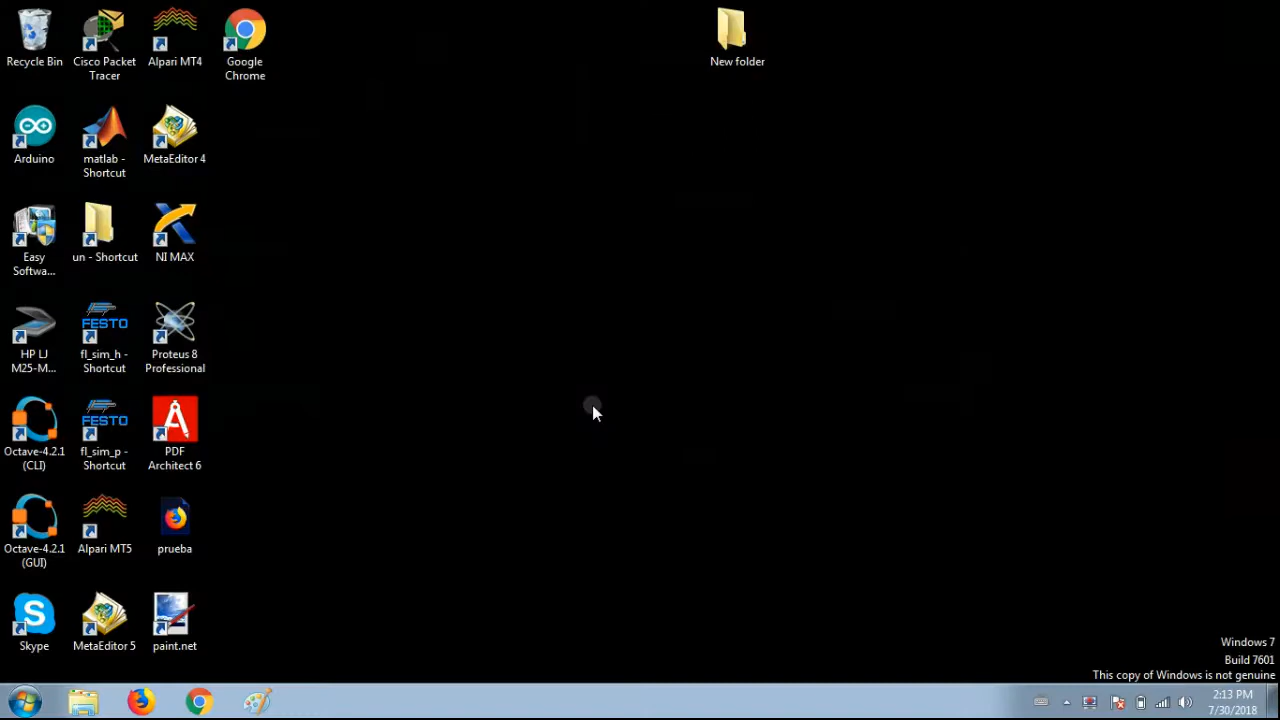 Recycle Bin
Cisco Packet
Tracer
Alpari MT4
Google
Chrome
New folder
Arduino
matlab -
Shortcut
MetaEditor 4
Easy
Softwa...
un - Shortcut
NI MAX
HP LJ
M25-M...
FESTO
fl_sim_h -
Shortcut
Proteus 8
Professional
Octave-4.2.1
(CLI)
FESTO
fl_sim_p -
Shortcut
PDF
Architect 6
Octave-4.2.1
(GUI)
Alpari MT5
prueba
Skype
MetaEditor 5
paint.net
Windows 7
Build 7601
This copy of Windows is not genuine
2:13 PM
7/30/2018